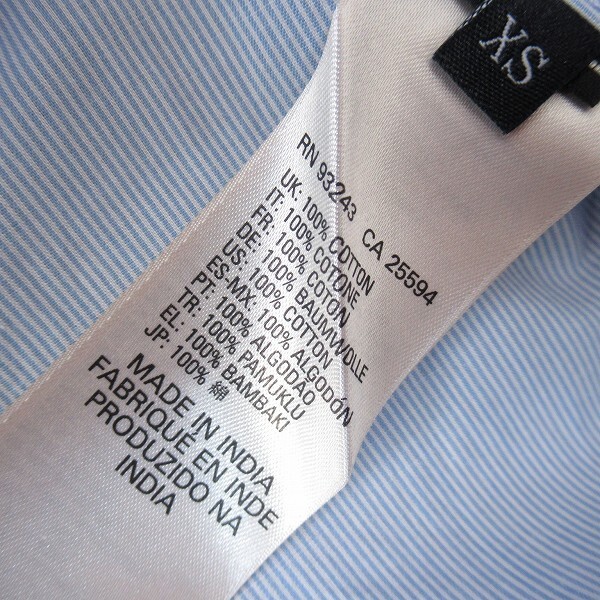 XS
RN 93243 CA 25594
UK: 100% COTTON
IT: 100% COTONE
FR: 100% COTON
DE: 100% BAUMWOLLE
US: 100% COTTON
ES-MX: 100% ALGODÓN
PT: 100% ALGODAO
TR: 100% PAMUKLU
EL: 100% BAMBAKI
JP: 100% 綿
MADE IN INDIA
FABRIQUÉ EN INDE
PRODUZIDO NA
INDIA